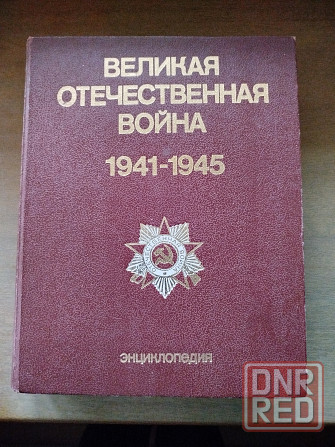 ВЕЛИКАЯ
ОТЕЧЕСТВЕННАЯ
ВОЙНА
1941-1945
ЭНЦИКЛОПЕДИЯ
DNR
RED